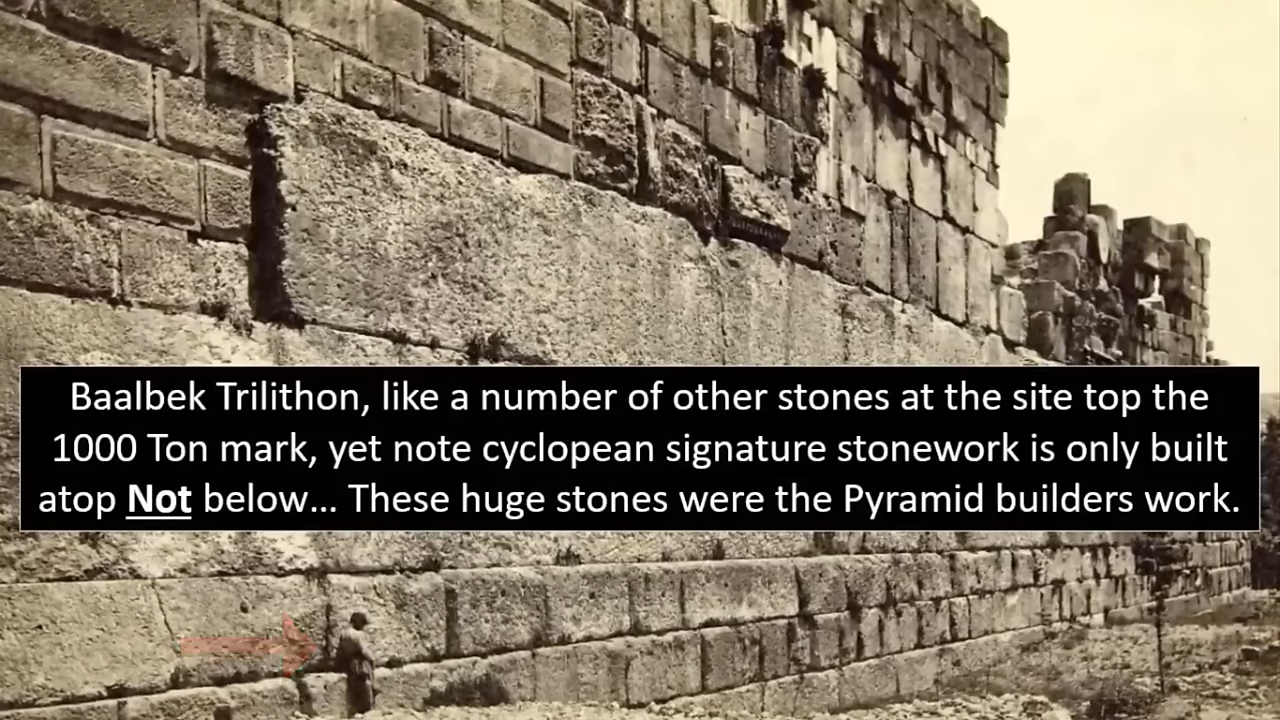 Baalbek Trilithon, like a number of other stones at the site top the
1000 Ton mark, yet note cyclopean signature stonework is only built
atop Not below... These huge stones were the Pyramid builders work.